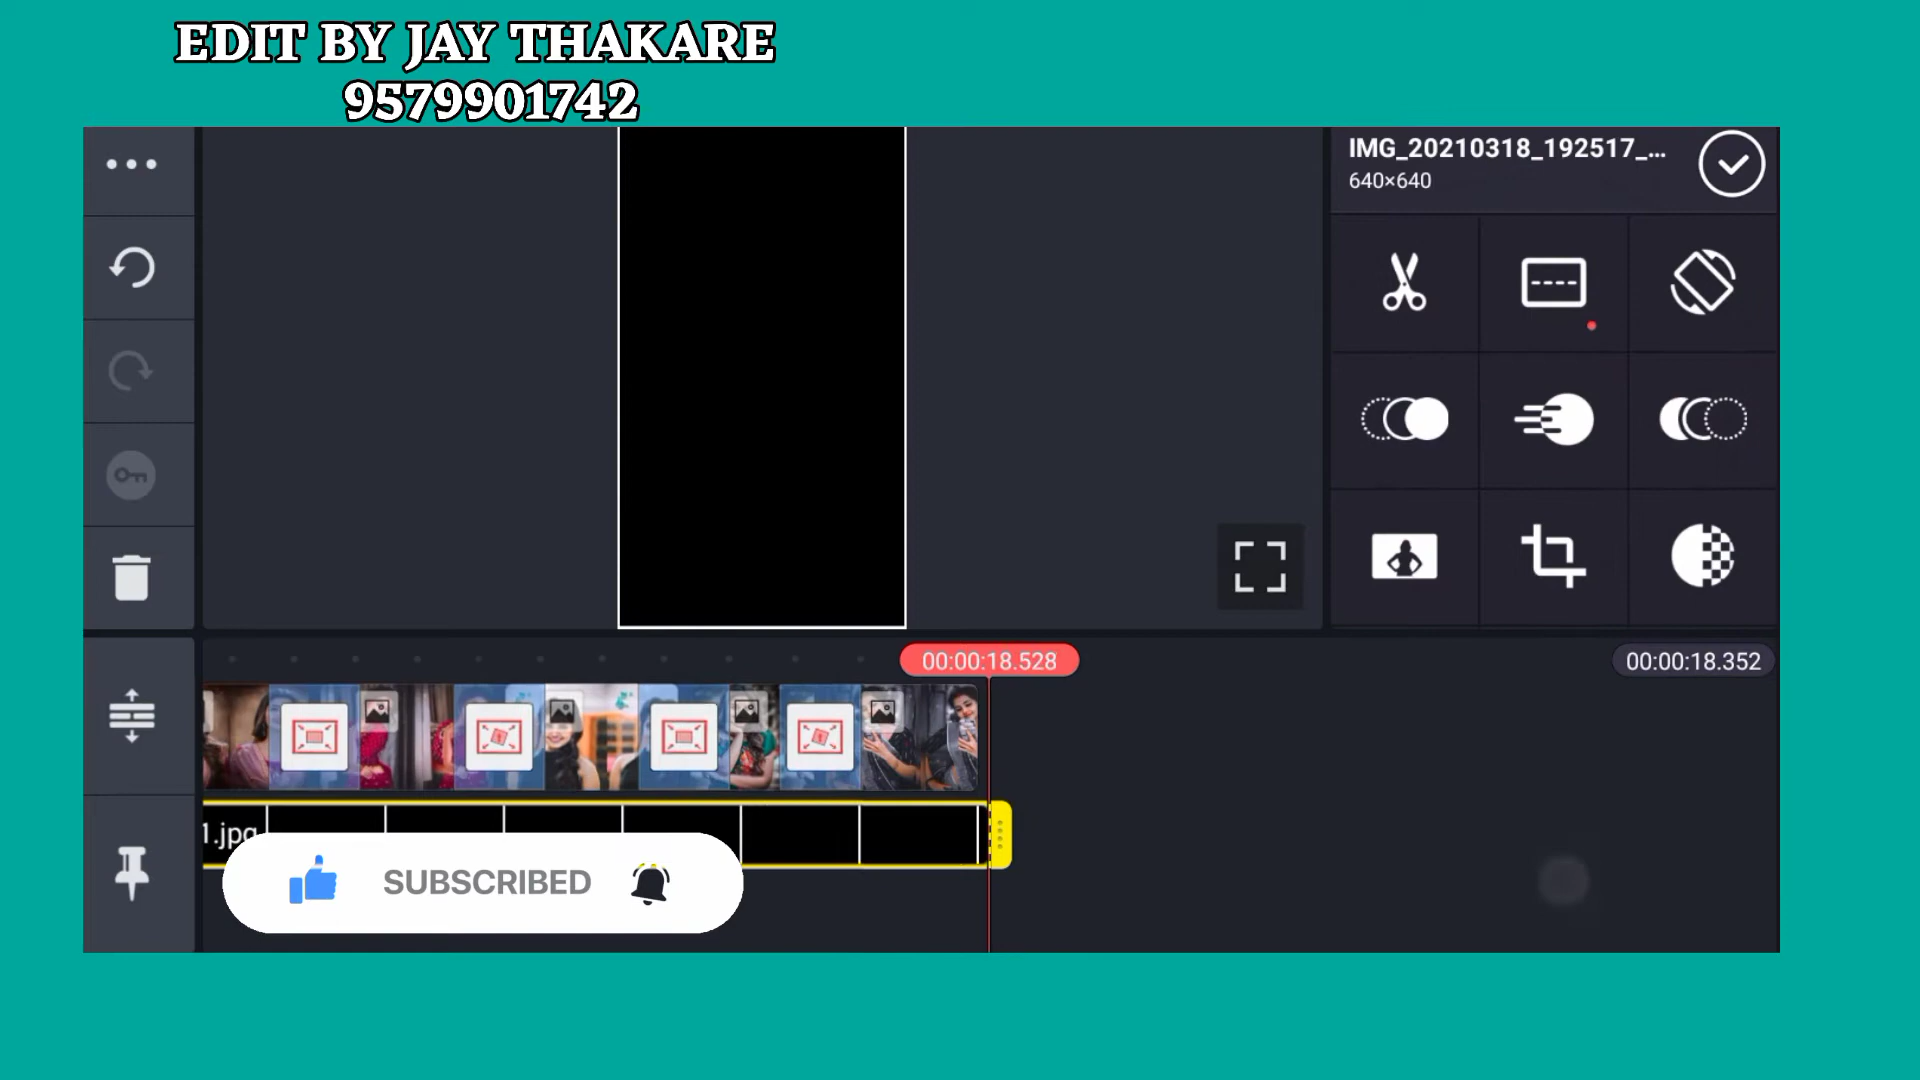 EDIT BY JAY THAKARE
9579901742
IMG_20210318_192517_...
640×640
00:00:18.528
00:00:18.352
1.jpg
SUBSCRIBED